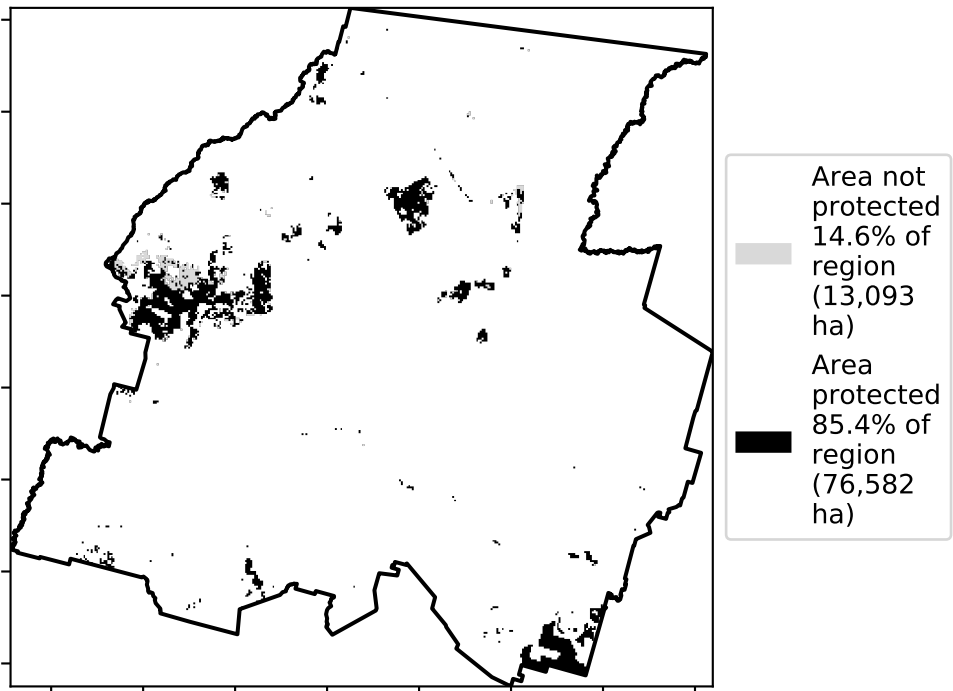 Area not
protected
14.6% of
region
(13,093
ha)
Area
protected
85.4% of
region
(76,582
ha)